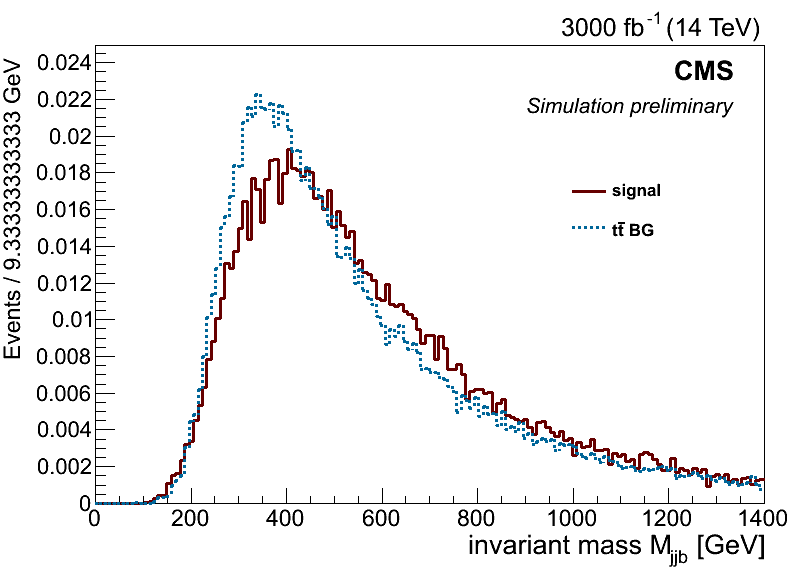 3000 fb⁻¹ (14 TeV)
CMS
Simulation preliminary
signal
tt̄ BG
Events / 9.33333333333 GeV
0.024
0.022
0.02
0.018
0.016
0.014
0.012
0.01
0.008
0.006
0.004
0.002
0
0 200 400 600 800 1000 1200 1400
invariant mass M_jjb [GeV]